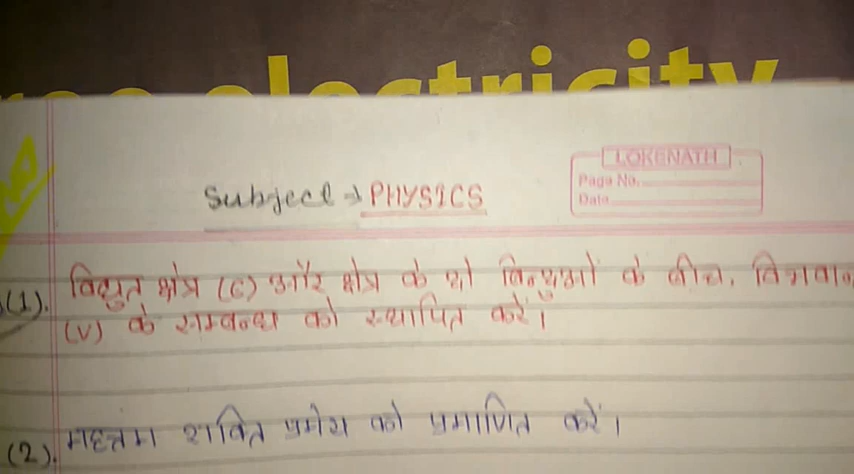 electricity
LOKENATH
Page No.
Date
Subject → PHYSICS
(1). विद्युत क्षेत्र (E) और क्षेत्र के दो बिन्दुओं के बीच, विभवान्
(V) के सम्बन्ध को स्थापित करें।
(2). महत्तम शक्ति प्रमेय को प्रमाणित करें।